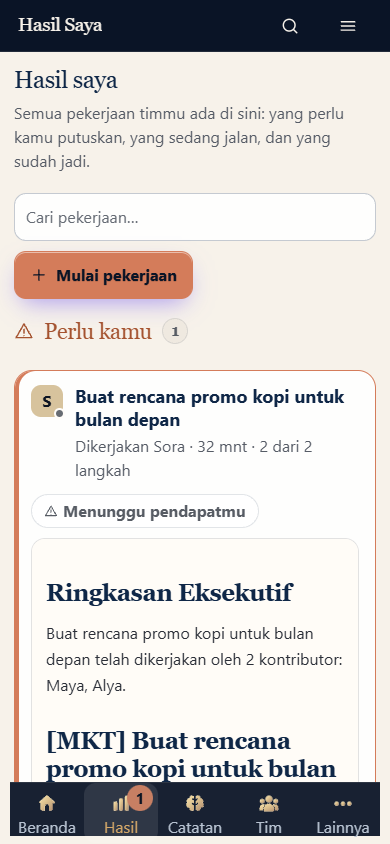 Hasil Saya
Hasil saya
Semua pekerjaan timmu ada di sini: yang perlu
kamu putuskan, yang sedang jalan, dan yang
sudah jadi.
Cari pekerjaan...
+ Mulai pekerjaan
Perlu kamu 1
S
Buat rencana promo kopi untuk
bulan depan
Dikerjakan Sora · 32 mnt · 2 dari 2
langkah
Menunggu pendapatmu
Ringkasan Eksekutif
Buat rencana promo kopi untuk bulan
depan telah dikerjakan oleh 2 kontributor:
Maya, Alya.
[MKT] Buat rencana
promo kopi untuk bulan
1
Beranda Hasil Catatan Tim Lainnya